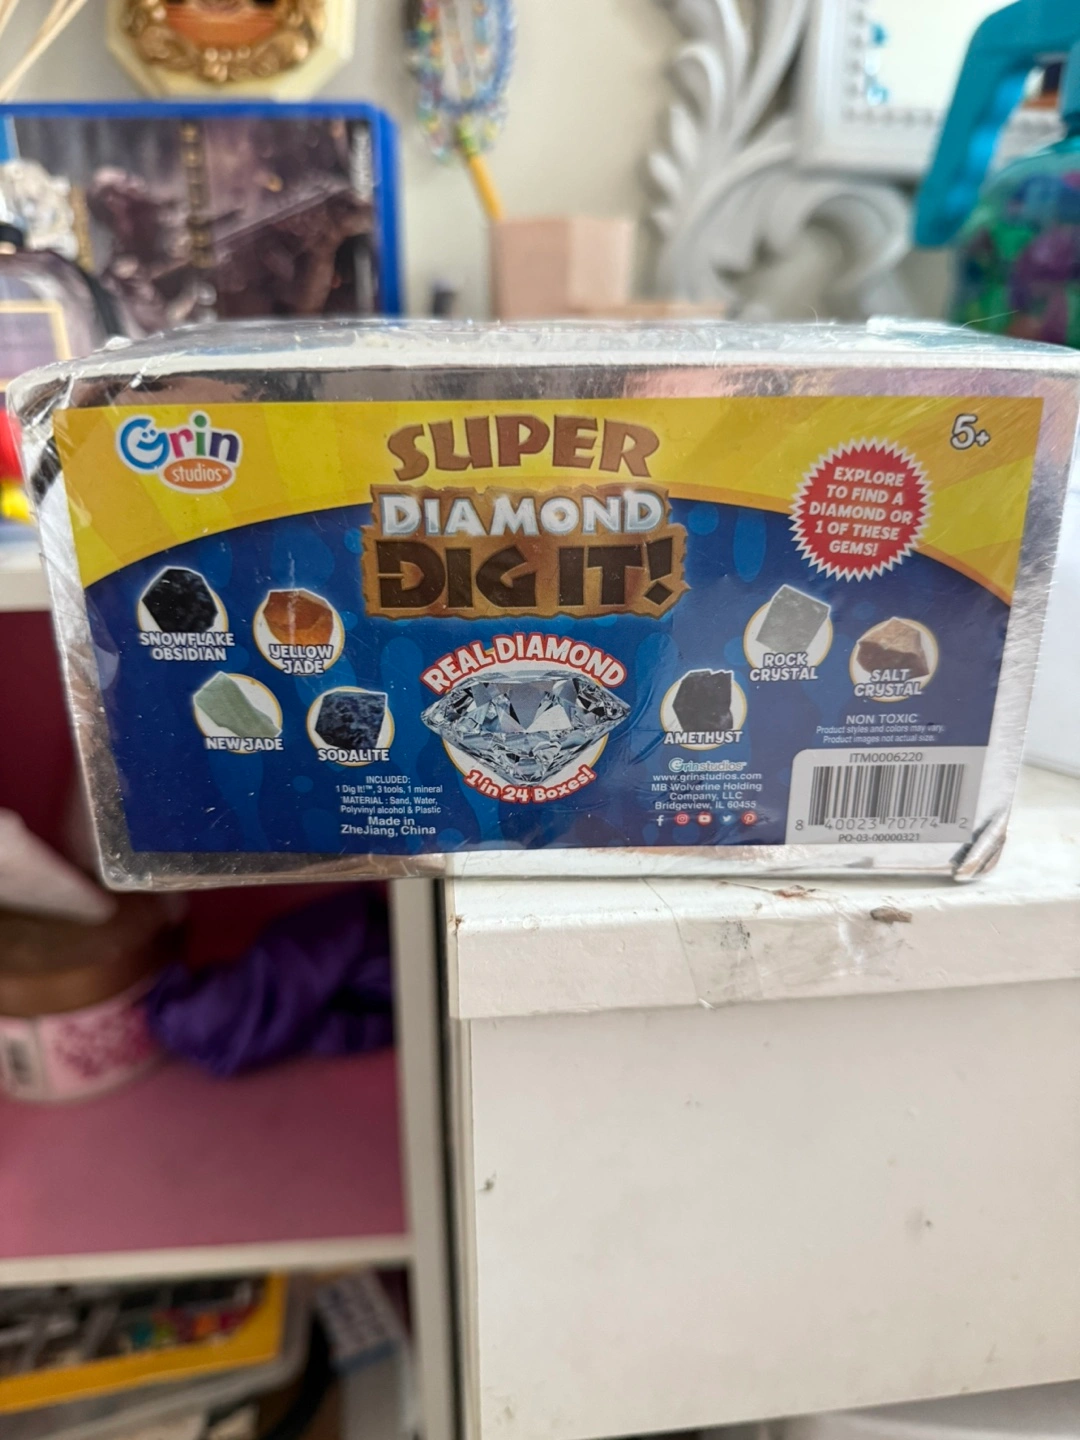 Grin
studios™
SUPER
DIAMOND
DIG IT!
5+
EXPLORE
TO FIND A
DIAMOND OR
1 OF THESE
GEMS!
SNOWFLAKE
OBSIDIAN
YELLOW
JADE
NEW JADE
SODALITE
REAL DIAMOND
1 in 24 Boxes!
ROCK
CRYSTAL
SALT
CRYSTAL
AMETHYST
INCLUDED:
1 Dig It!™, 3 tools, 1 mineral
MATERIAL : Sand, Water,
Polyvinyl alcohol & Plastic
Made in
ZheJiang, China
Grinstudios™
www.grinstudios.com
MB Wolverine Holding
Company, LLC
Bridgeview, IL 60455
NON TOXIC
Product styles and colors may vary.
Product images not actual size.
ITM0006220
8 40023 70774 2
PO-03-00000321